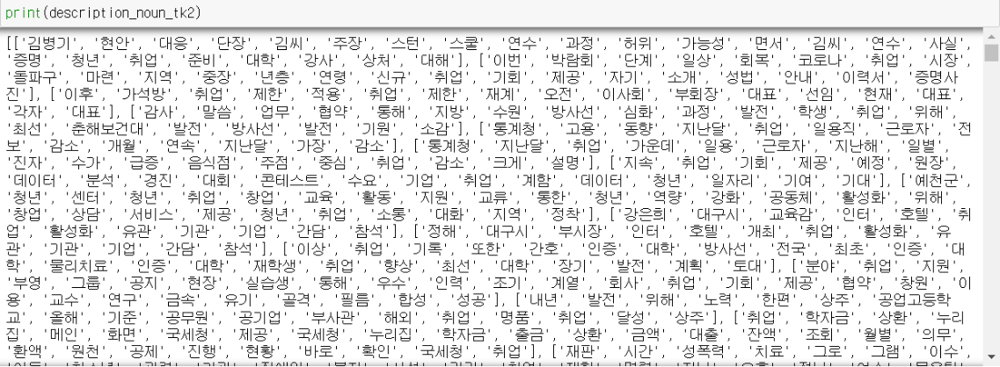 print(description_noun_tk2)
[['김병기', '현안', '대응', '단장', '김씨', '주장', '스턴', '스쿨', '연수', '과정', '허위', '가능성', '면서', '김씨', '연수', '사실',
'증명', '청년', '취업', '준비', '대학', '강사', '상처', '대해'], ['이번', '박람회', '단계', '일상', '회복', '코로나', '취업', '시장',
'돌파구', '마련', '지역', '중장', '년층', '연령', '신규', '취업', '기회', '제공', '자기', '소개', '성법', '안내', '이력서', '증명사
진'], ['이후', '가석방', '취업', '제한', '적용', '취업', '제한', '재계', '오전', '이사회', '부회장', '대표', '선임', '현재', '대표',
'각자', '대표'], ['감사', '말씀', '업무', '협약', '통해', '지방', '수원', '방사선', '심화', '과정', '발전', '학생', '취업', '위해',
'최선', '춘해보건대', '발전', '방사선', '발전', '기원', '소감'], ['통계청', '고용', '동향', '지난달', '취업', '일용직', '근로자', '전
보', '감소', '개월', '연속', '지난달', '가장', '감소'], ['통계청', '지난달', '취업', '가운데', '일용', '근로자', '지난해', '일별',
'진자', '수가', '급증', '음식점', '주점', '중심', '취업', '감소', '크게', '설명'], ['지속', '취업', '기회', '제공', '예정', '원장',
'데이터', '분석', '경진', '대회', '콘테스트', '수요', '기업', '취업', '계함', '데이터', '청년', '일자리', '기여', '기대'], ['예천군',
'청년', '센터', '청년', '취업', '창업', '교육', '활동', '지원', '교류', '통한', '청년', '역량', '강화', '공동체', '활성화', '위해',
'창업', '상담', '서비스', '제공', '청년', '취업', '소통', '대화', '지역', '정착'], ['강은희', '대구시', '교육감', '인터', '호텔', '취
업', '활성화', '유관', '기관', '기업', '간담', '참석'], ['정해', '대구시', '부시장', '인터', '호텔', '개최', '취업', '활성화', '유
관', '기관', '기업', '간담', '참석'], ['이상', '취업', '기록', '또한', '간호', '인증', '대학', '방사선', '전국', '최초', '인증', '대
학', '물리치료', '인증', '대학', '재학생', '취업', '향상', '최선', '대학', '장기', '발전', '계획', '토대'], ['분야', '취업', '지원',
'부영', '그룹', '공지', '현장', '실습생', '통해', '우수', '인력', '조기', '계열', '회사', '취업', '기회', '제공', '협약', '창원', '이
용', '교수', '연구', '금속', '유기', '골격', '필름', '합성', '성공'], ['내년', '발전', '위해', '노력', '한편', '상주', '공업고등학
교', '올해', '기준', '공무원', '공기업', '부사관', '해외', '취업', '명품', '취업', '달성', '상주'], ['취업', '학자금', '상환', '누리
집', '메인', '화면', '국세청', '제공', '국세청', '누리집', '학자금', '출금', '상환', '금액', '대출', '잔액', '조회', '월별', '의무',
'환액', '원천', '공제', '진행', '현황', '바로', '확인', '국세청', '취업'], ['재판', '시간', '성폭력', '치료', '그로', '그램', '이수',